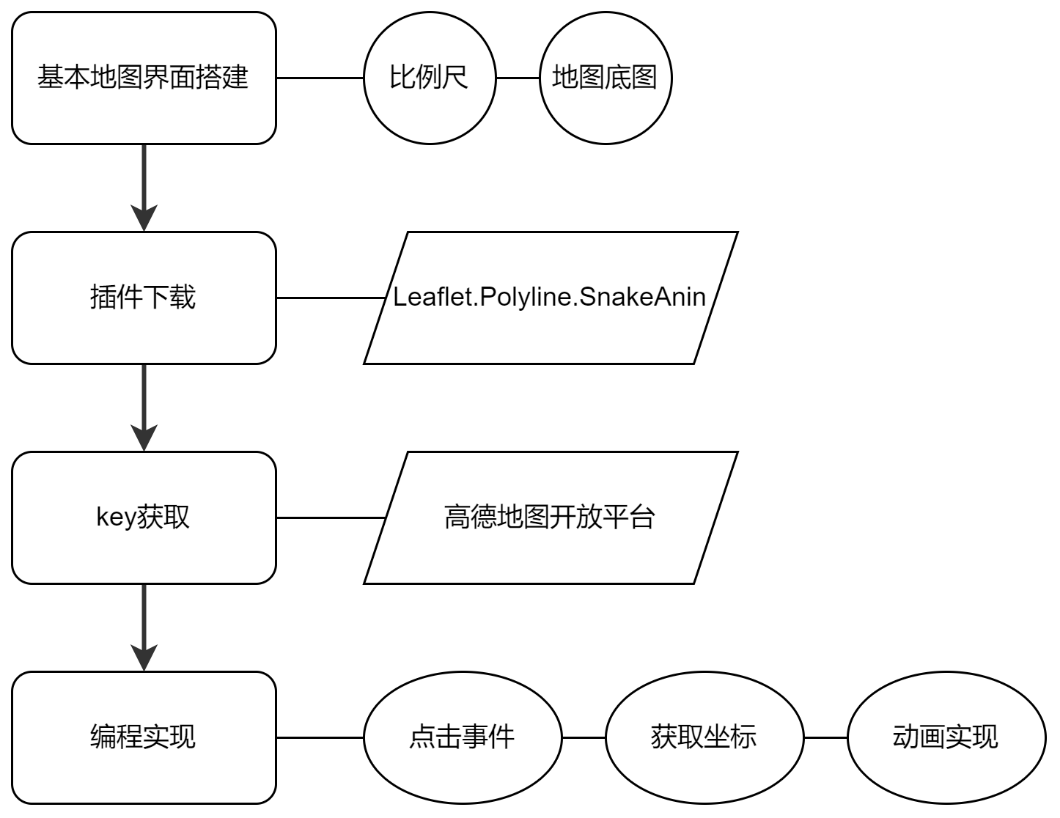 基本地图界面搭建
比例尺
地图底图
插件下载
Leaflet.Polyline.SnakeAnin
key获取
高德地图开放平台
编程实现
点击事件
获取坐标
动画实现